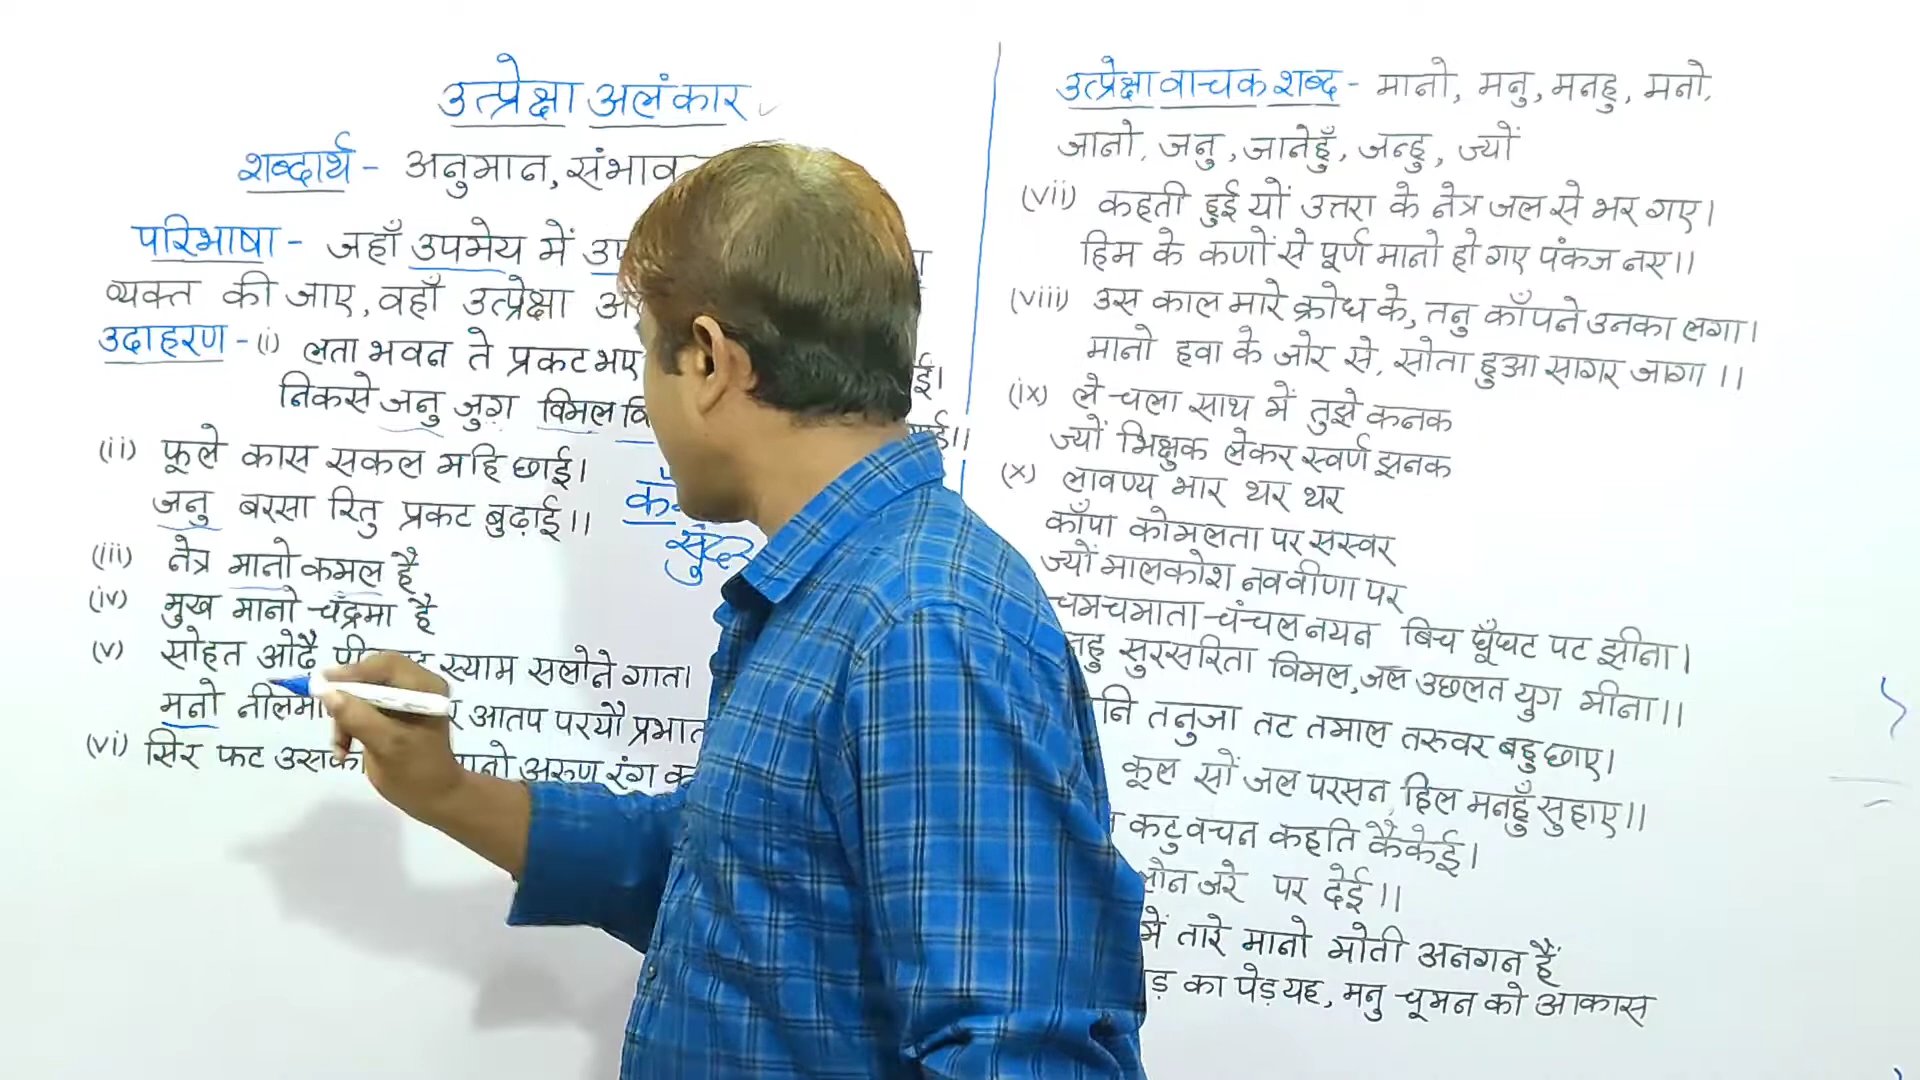 उत्प्रेक्षा अलंकार
शब्दार्थ - अनुमान,
परिभाषा - जहाँ उपमेय में
व्यक्त की जाए, वहाँ उत्प्रेक्षा
उदाहरण - (i) लता भवन ते प्रकट भए
निकसे जनु जुग विमल
(ii) फूले कास सकल महि छाई।
जनु बरसा रितु प्रकट बुढ़ाई।।
(iii) नेत्र मानो कमल है
(iv) मुख मानो चंद्रमा है
(v) सोहत ओढै स्याम सलोने गात।
मनो आतप परयौ
(vi) सिर फट अरुण रंग
सुंदर
उत्प्रेक्षा वाचक शब्द - मानो, मनु, मनहु, मनो,
जानो, जनु, जानेहुँ, जन्हु, ज्यों
(vii) कहती हुई यों उत्तरा के नेत्र जल से भर गए।
हिम के कणों से पूर्ण मानो हो गए पंकज नए।।
(viii) उस काल मारे क्रोध के, तनु काँपने उनका लगा।
मानो हवा के जोर से, सोता हुआ सागर जागा।।
(ix) ले चला साथ में तुझे कनक
ज्यों भिक्षुक लेकर स्वर्ण झनक
(x) लावण्य भार थर थर
काँपा कोमलता पर सस्वर
ज्यों मालकोश नववीणा पर
चमचमाता चंचल नयन बिच घूँघट पट झीना।
सुरसरिता विमल, जल उछलत युग मीना।।
तनुजा तट तमाल तरुवर बहु छाए।
कूल सों जल परसन, हित मनहुँ सुहाए।।
कटु वचन कहति कैकेई।
जरे पर देई।।
में तारे मानो मोती अनगन हैं
का पेड़ यह, मनु चूमन को आकास